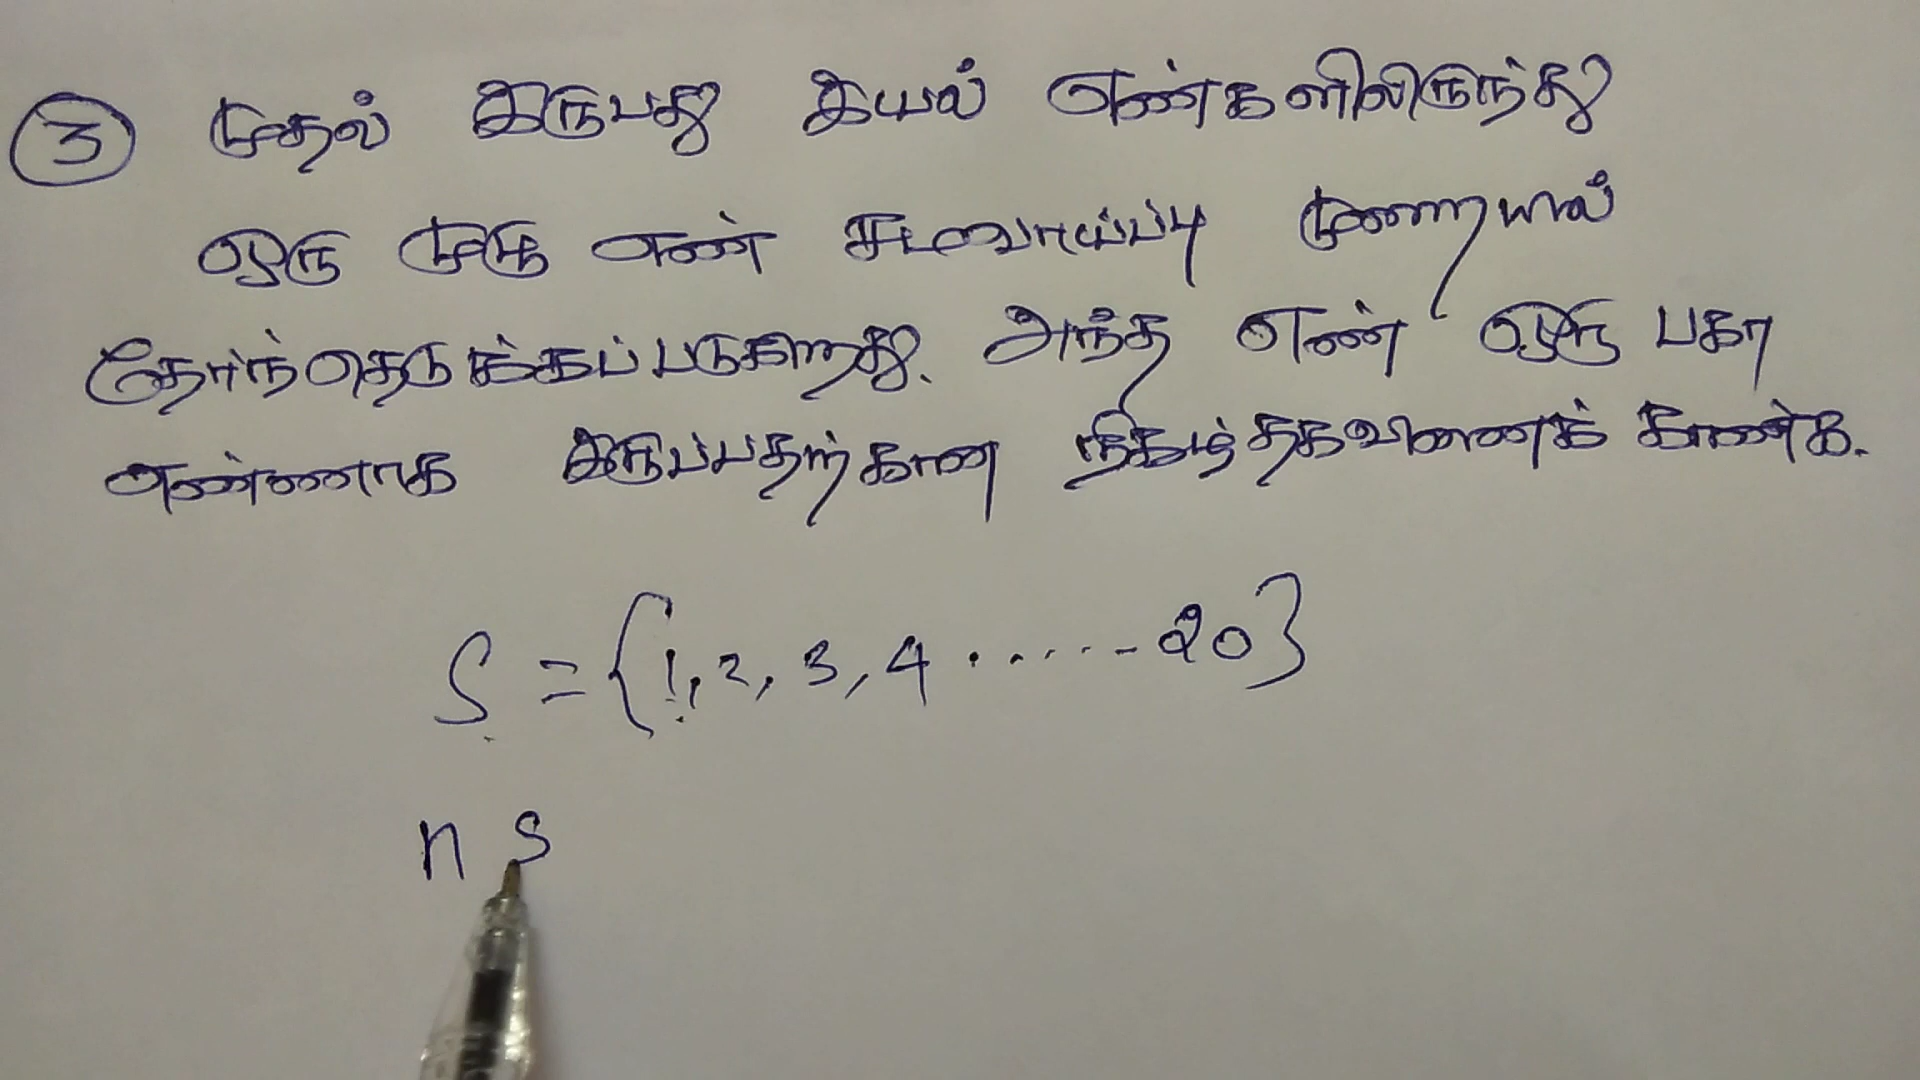 ③ முதல் இருபது இயல் எண்களிலிருந்து
ஒரு முழு எண் சமவாய்ப்பு முறையில்
தேர்ந்தெடுக்கப்படுகிறது. அந்த எண் ஒரு பகா
எண்ணாக இருப்பதற்கான நிகழ்தகவினைக் காண்க.
S = {1, 2, 3, 4 ...... 20}
n S